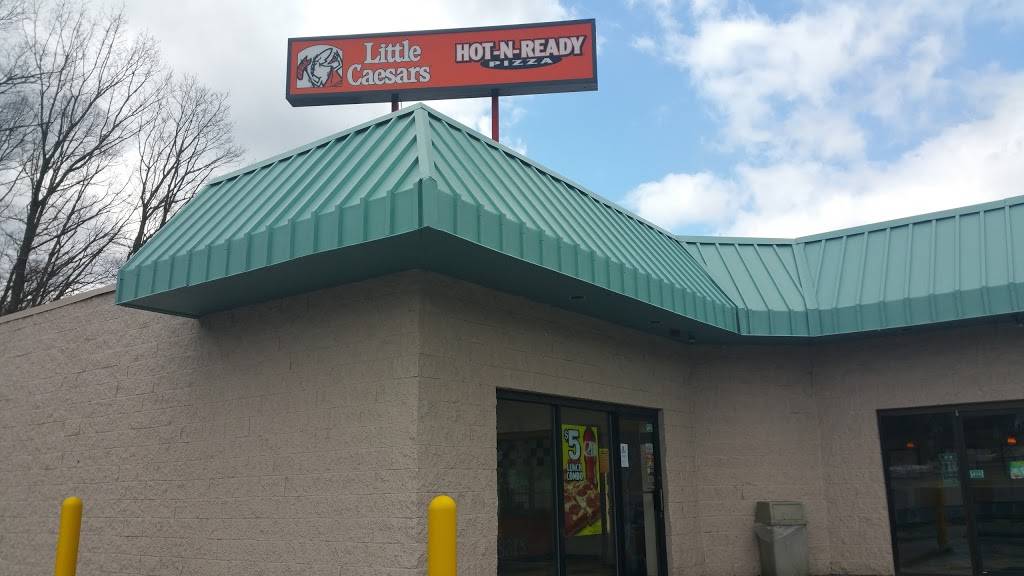 Little
Caesars
HOT-N-READY
PIZZA
$5
LUNCH
COMBO